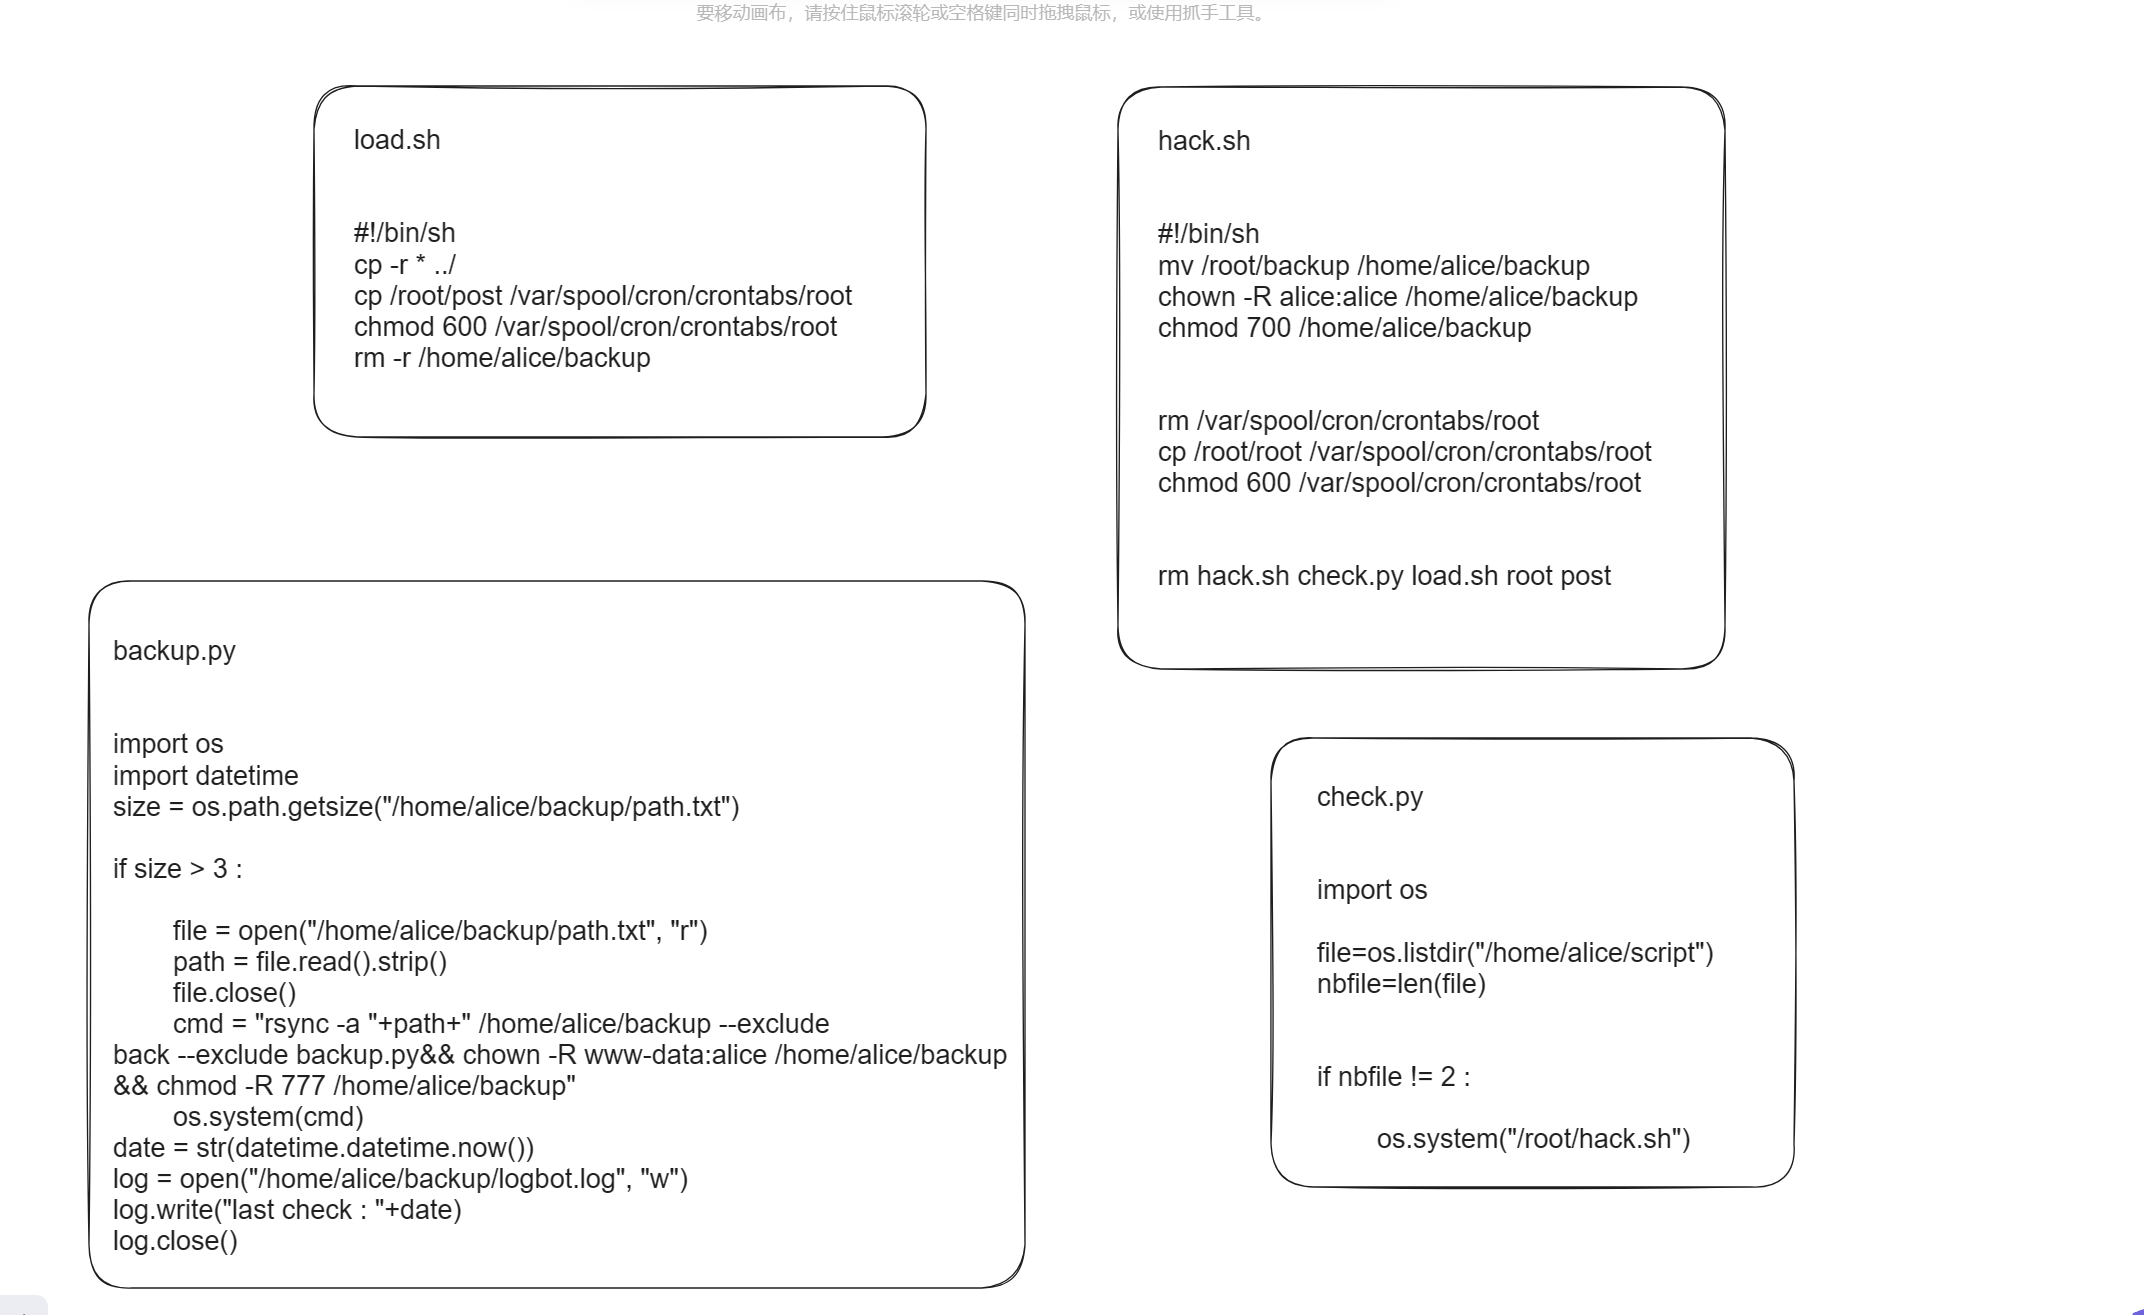 要移动画布，请按住鼠标滚轮或空格键同时拖拽鼠标，或使用抓手工具。
load.sh
#!/bin/sh
cp -r * ../
cp /root/post /var/spool/cron/crontabs/root
chmod 600 /var/spool/cron/crontabs/root
rm -r /home/alice/backup
hack.sh
#!/bin/sh
mv /root/backup /home/alice/backup
chown -R alice:alice /home/alice/backup
chmod 700 /home/alice/backup
rm /var/spool/cron/crontabs/root
cp /root/root /var/spool/cron/crontabs/root
chmod 600 /var/spool/cron/crontabs/root
rm hack.sh check.py load.sh root post
backup.py
import os
import datetime
size = os.path.getsize("/home/alice/backup/path.txt")
if size > 3 :
file = open("/home/alice/backup/path.txt", "r")
path = file.read().strip()
file.close()
cmd = "rsync -a "+path+" /home/alice/backup --exclude
back --exclude backup.py&& chown -R www-data:alice /home/alice/backup
&& chmod -R 777 /home/alice/backup"
os.system(cmd)
date = str(datetime.datetime.now())
log = open("/home/alice/backup/logbot.log", "w")
log.write("last check : "+date)
log.close()
check.py
import os
file=os.listdir("/home/alice/script")
nbfile=len(file)
if nbfile != 2 :
os.system("/root/hack.sh")